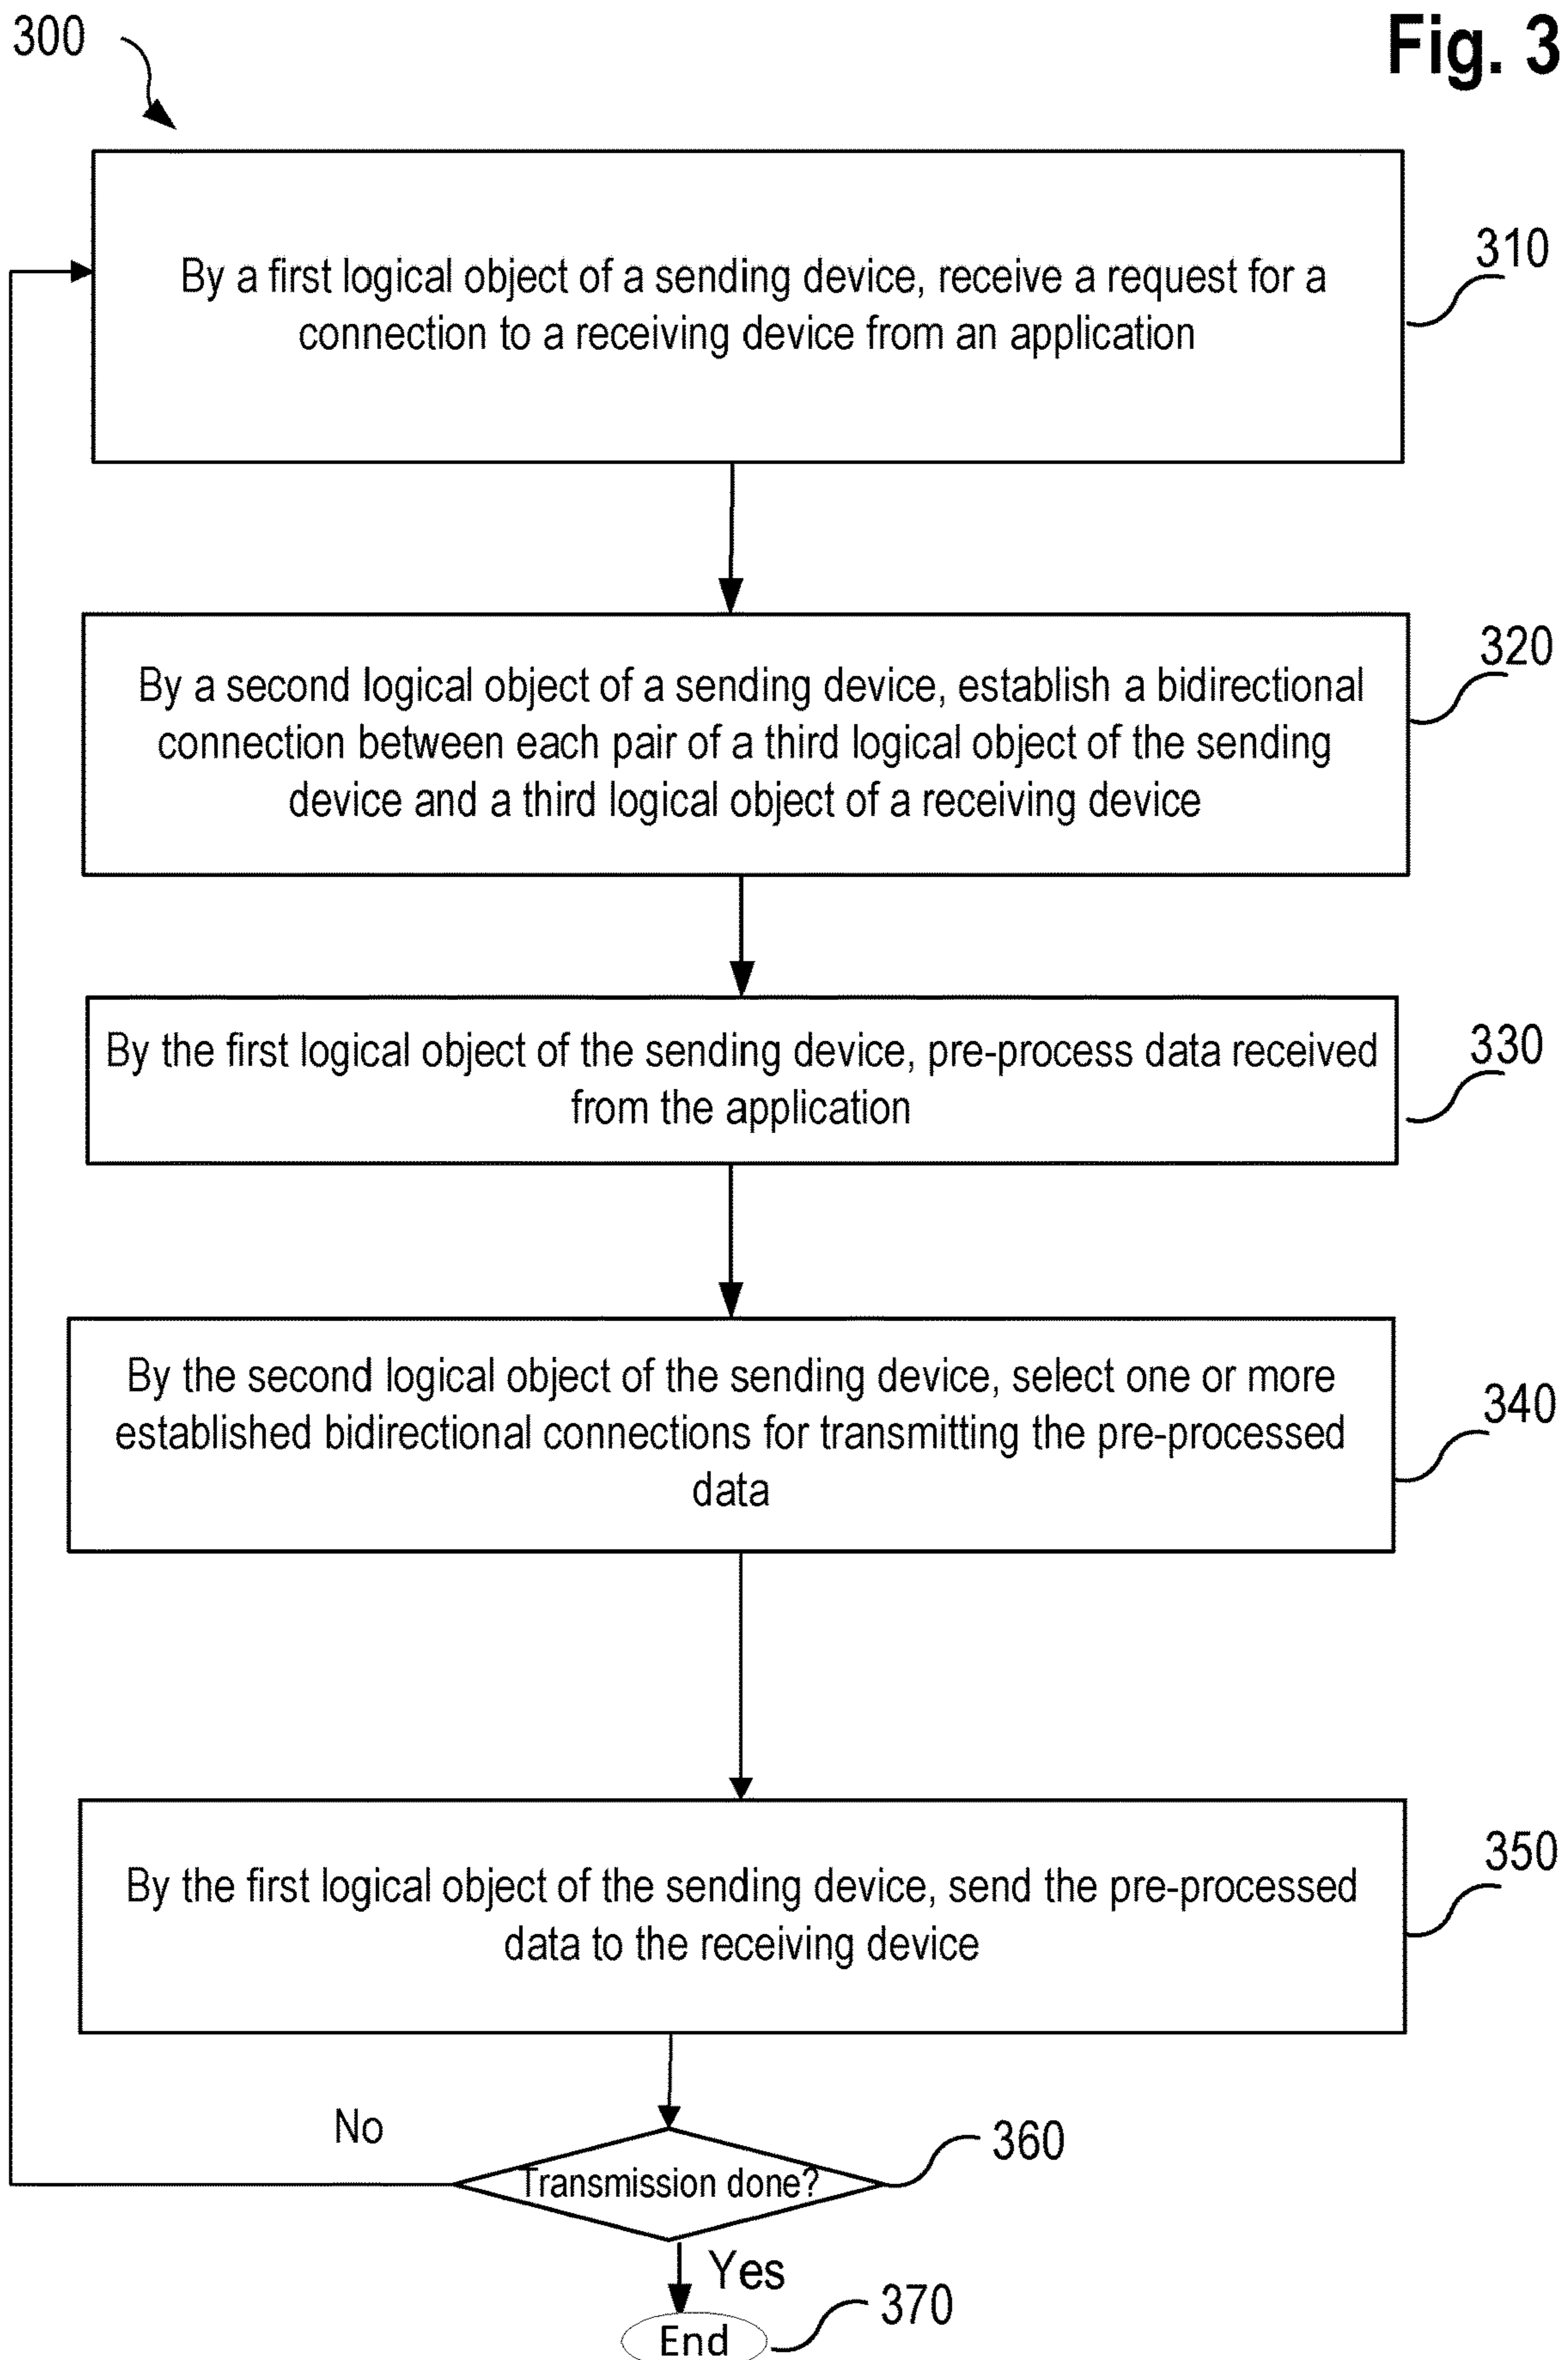 300
Fig. 3
By a first logical object of a sending device, receive a request for a
connection to a receiving device from an application
310
By a second logical object of a sending device, establish a bidirectional
connection between each pair of a third logical object of the sending
device and a third logical object of a receiving device
320
By the first logical object of the sending device, pre-process data received
from the application
330
By the second logical object of the sending device, select one or more
established bidirectional connections for transmitting the pre-processed
data
340
By the first logical object of the sending device, send the pre-processed
data to the receiving device
350
No
Transmission done?
360
Yes
End
370